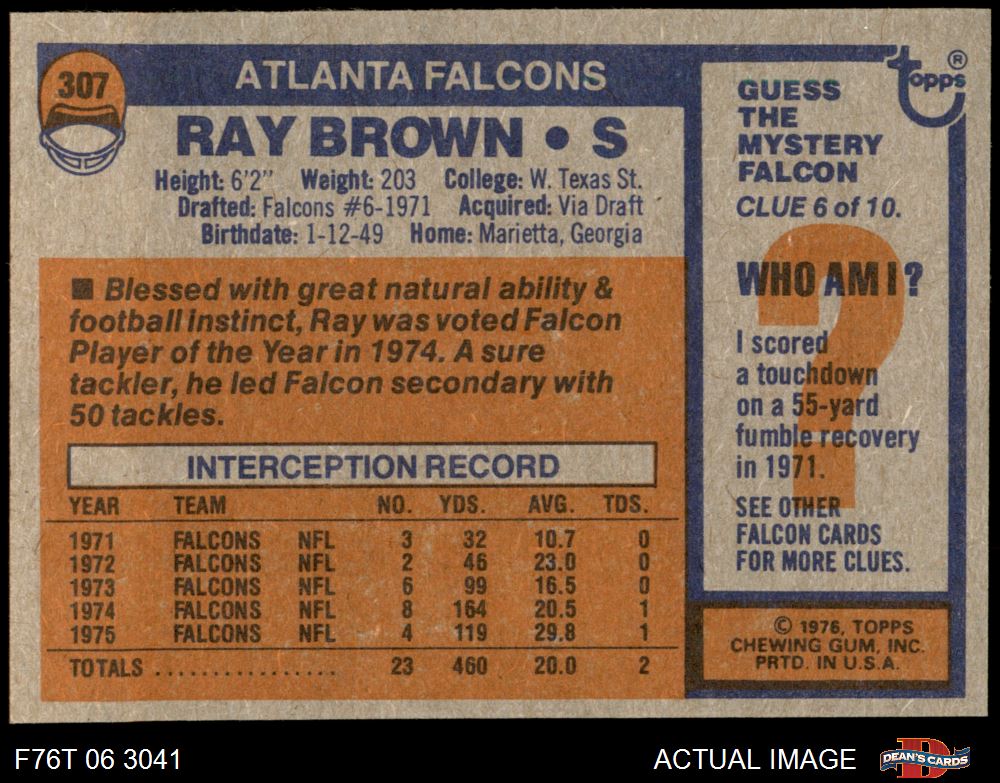 307
ATLANTA FALCONS
RAY BROWN • S
Height: 6'2" Weight: 203 College: W. Texas St.
Drafted: Falcons #6-1971 Acquired: Via Draft
Birthdate: 1-12-49 Home: Marietta, Georgia
■ Blessed with great natural ability &
football instinct, Ray was voted Falcon
Player of the Year in 1974. A sure
tackler, he led Falcon secondary with
50 tackles.
INTERCEPTION RECORD
YEAR TEAM NO. YDS. AVG. TDS.
1971 FALCONS NFL 3 32 10.7 0
1972 FALCONS NFL 2 46 23.0 0
1973 FALCONS NFL 6 99 16.5 0
1974 FALCONS NFL 8 164 20.5 1
1975 FALCONS NFL 4 119 29.8 1
TOTALS ................ 23 460 20.0 2
topps ®
GUESS
THE
MYSTERY
FALCON
CLUE 6 of 10.
WHO AM I?
I scored
a touchdown
on a 55-yard
fumble recovery
in 1971.
SEE OTHER
FALCON CARDS
FOR MORE CLUES.
© 1976, TOPPS
CHEWING GUM, INC.
PRTD. IN U.S.A.
F76T 06 3041
ACTUAL IMAGE
DEAN'S CARDS